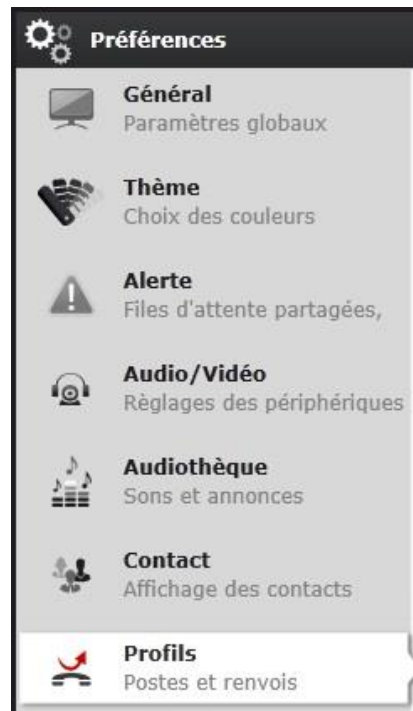 Préférences
Général
Paramètres globaux
Thème
Choix des couleurs
Alerte
Files d'attente partagées,
Audio/Vidéo
Règlages des périphériques
Audiothèque
Sons et annonces
Contact
Affichage des contacts
Profils
Postes et renvois